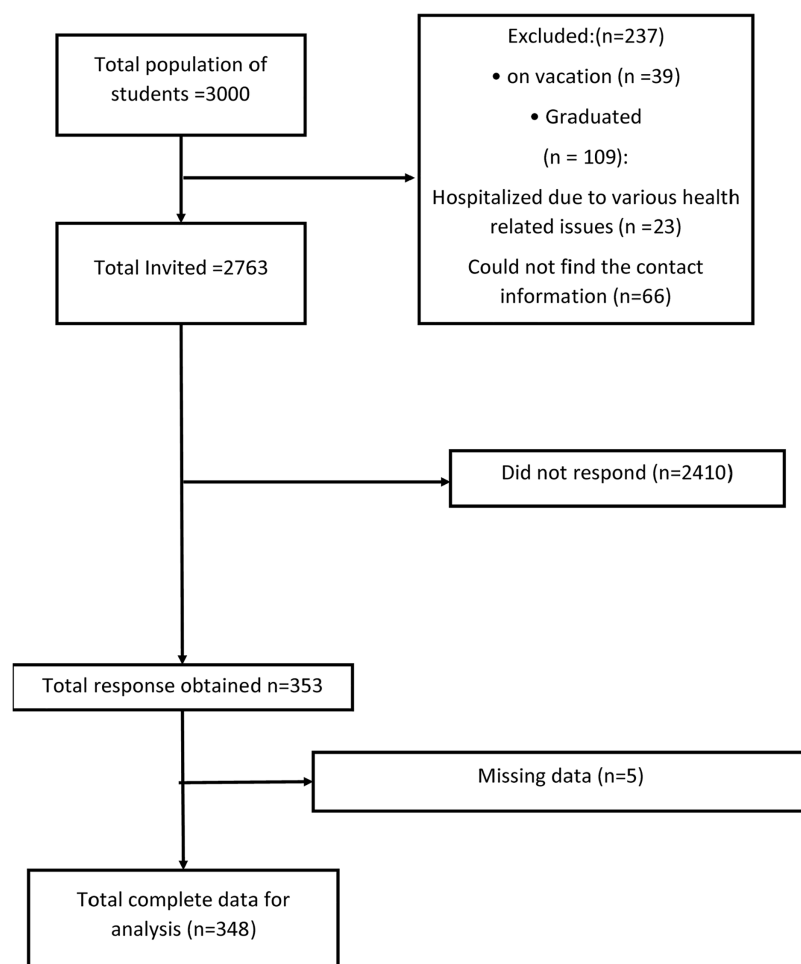 Total population of
students =3000
Excluded:(n=237)
• on vacation (n =39)
• Graduated
(n = 109):
Hospitalized due to various health
related issues (n =23)
Could not find the contact
information (n=66)
Total Invited =2763
Did not respond (n=2410)
Total response obtained n=353
Missing data (n=5)
Total complete data for
analysis (n=348)